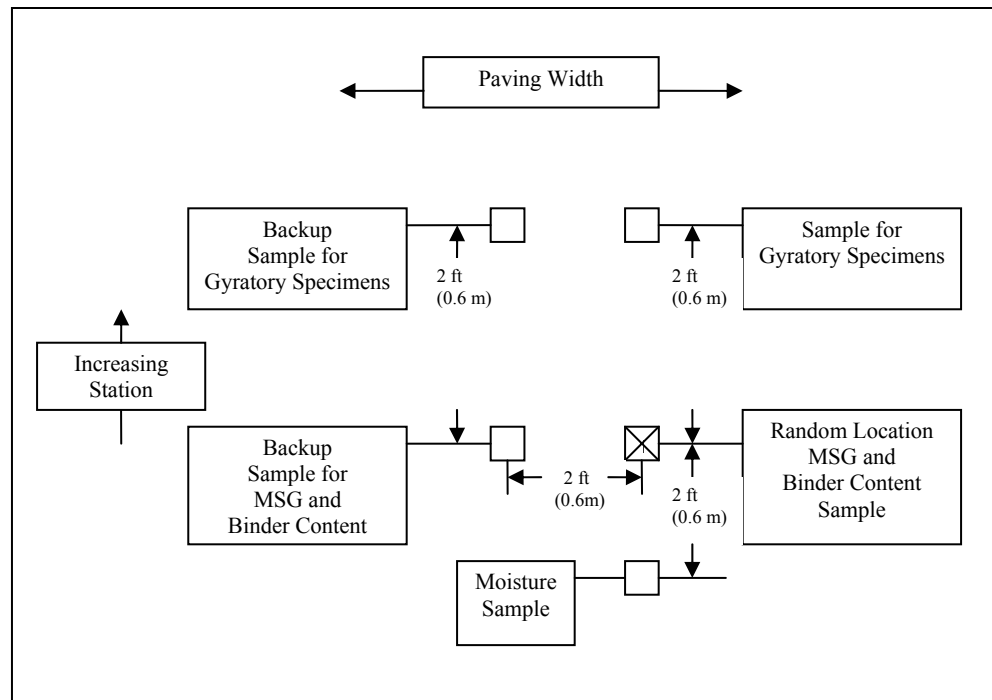 Paving Width
Backup
Sample for
Gyratory Specimens
2 ft
(0.6 m)
2 ft
(0.6 m)
Sample for
Gyratory Specimens
Increasing
Station
Backup
Sample for
MSG and
Binder Content
2 ft
(0.6m)
2 ft
(0.6 m)
Random Location
MSG and
Binder Content
Sample
Moisture
Sample